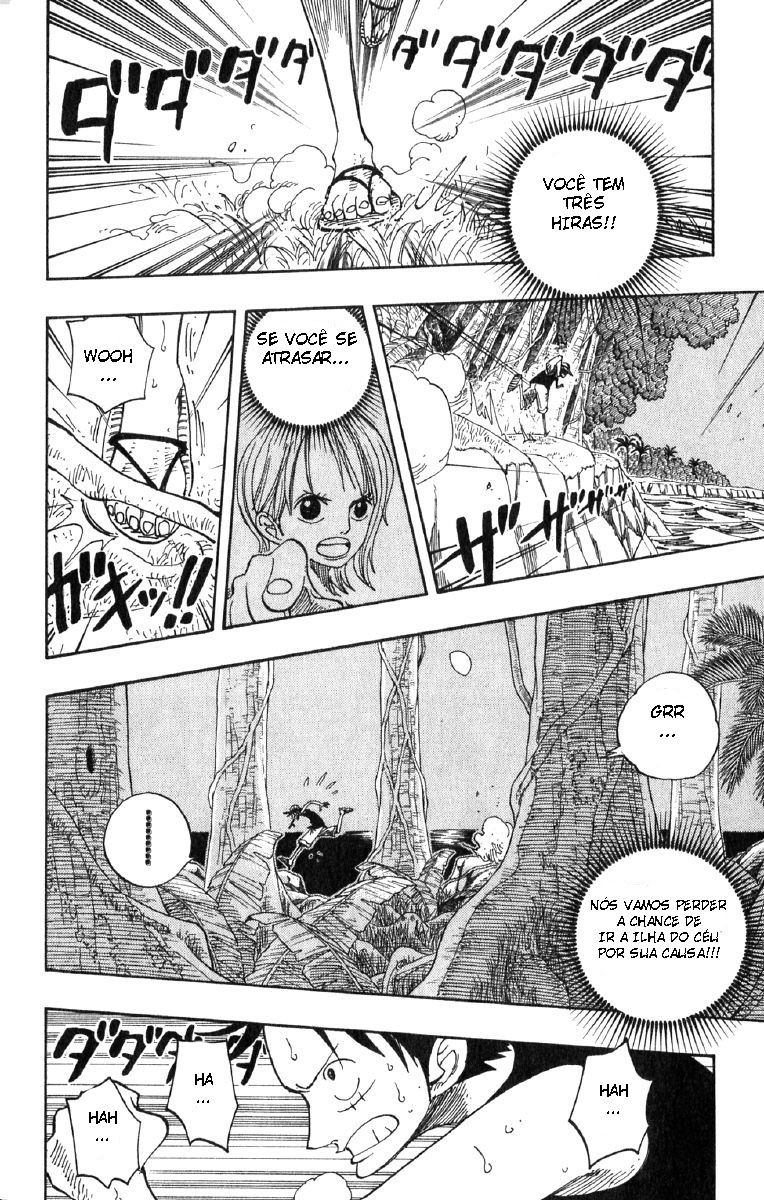 ダダダ ダダダダ
VOCÊ TEM
TRÊS
HIRAS!!
WOOH
...
SE VOCÊ SE
ATRASAR...
ガキッ!!
ザザザザ
GRR
...
NÓS VAMOS PERDER
A CHANCE DE
IR A ILHA DO CÉU
POR SUA CAUSA!!!
ダダダダ
HA
...
HAH
...
HAH
...